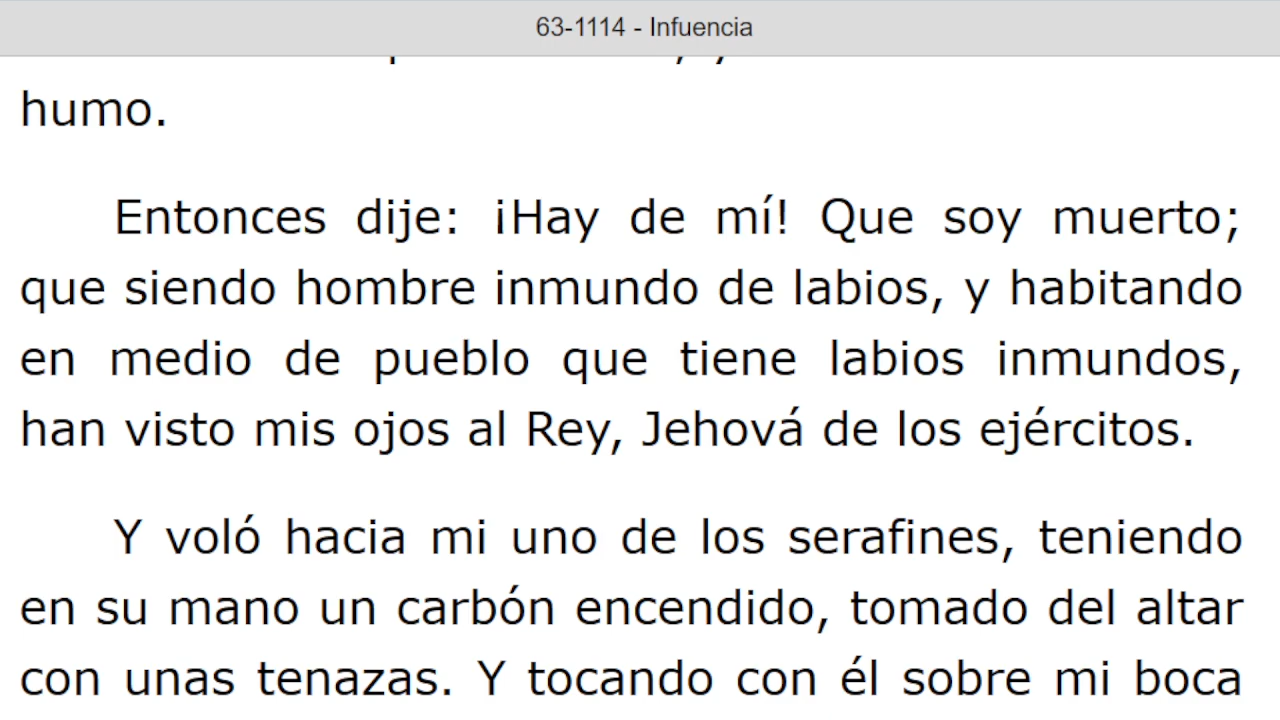 63-1114 - Infuencia
humo.
Entonces dije: ¡Hay de mí! Que soy muerto;
que siendo hombre inmundo de labios, y habitando
en medio de pueblo que tiene labios inmundos,
han visto mis ojos al Rey, Jehová de los ejércitos.
Y voló hacia mi uno de los serafines, teniendo
en su mano un carbón encendido, tomado del altar
con unas tenazas. Y tocando con él sobre mi boca